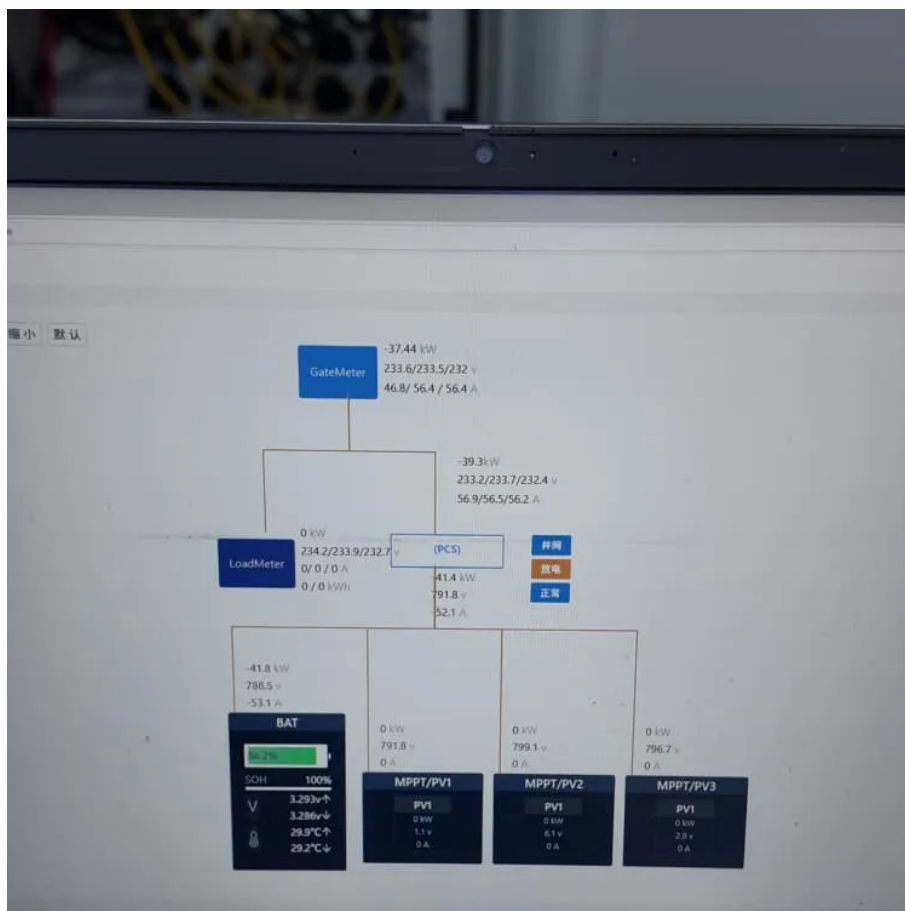 缩小 默认
GateMeter
-37.44 kW
233.6/233.5/232 v
46.8/ 56.4 / 56.4 A
-39.3kW
233.2/233.7/232.4 v
56.9/56.5/56.2 A
LoadMeter
0 kW
234.2/233.9/232.7 v
0/ 0 / 0 A
0 / 0 kWh
(PCS)
并网
放电
正常
-41.4 kW
791.8 v
-52.1 A
-41.8 kW
788.5 v
-53.1 A
BAT
86.2%
SOH 100%
V
3.293v↑
3.286v↓
29.9℃↑
29.2℃↓
0 kW
791.8 v
0 A
MPPT/PV1
PV1
0 kW
1.1 v
0 A
0 kW
799.1 v
0 A
MPPT/PV2
PV1
0 kW
6.1 v
0 A
0 kW
796.7 v
0 A
MPPT/PV3
PV1
0 kW
2.9 v
0 A